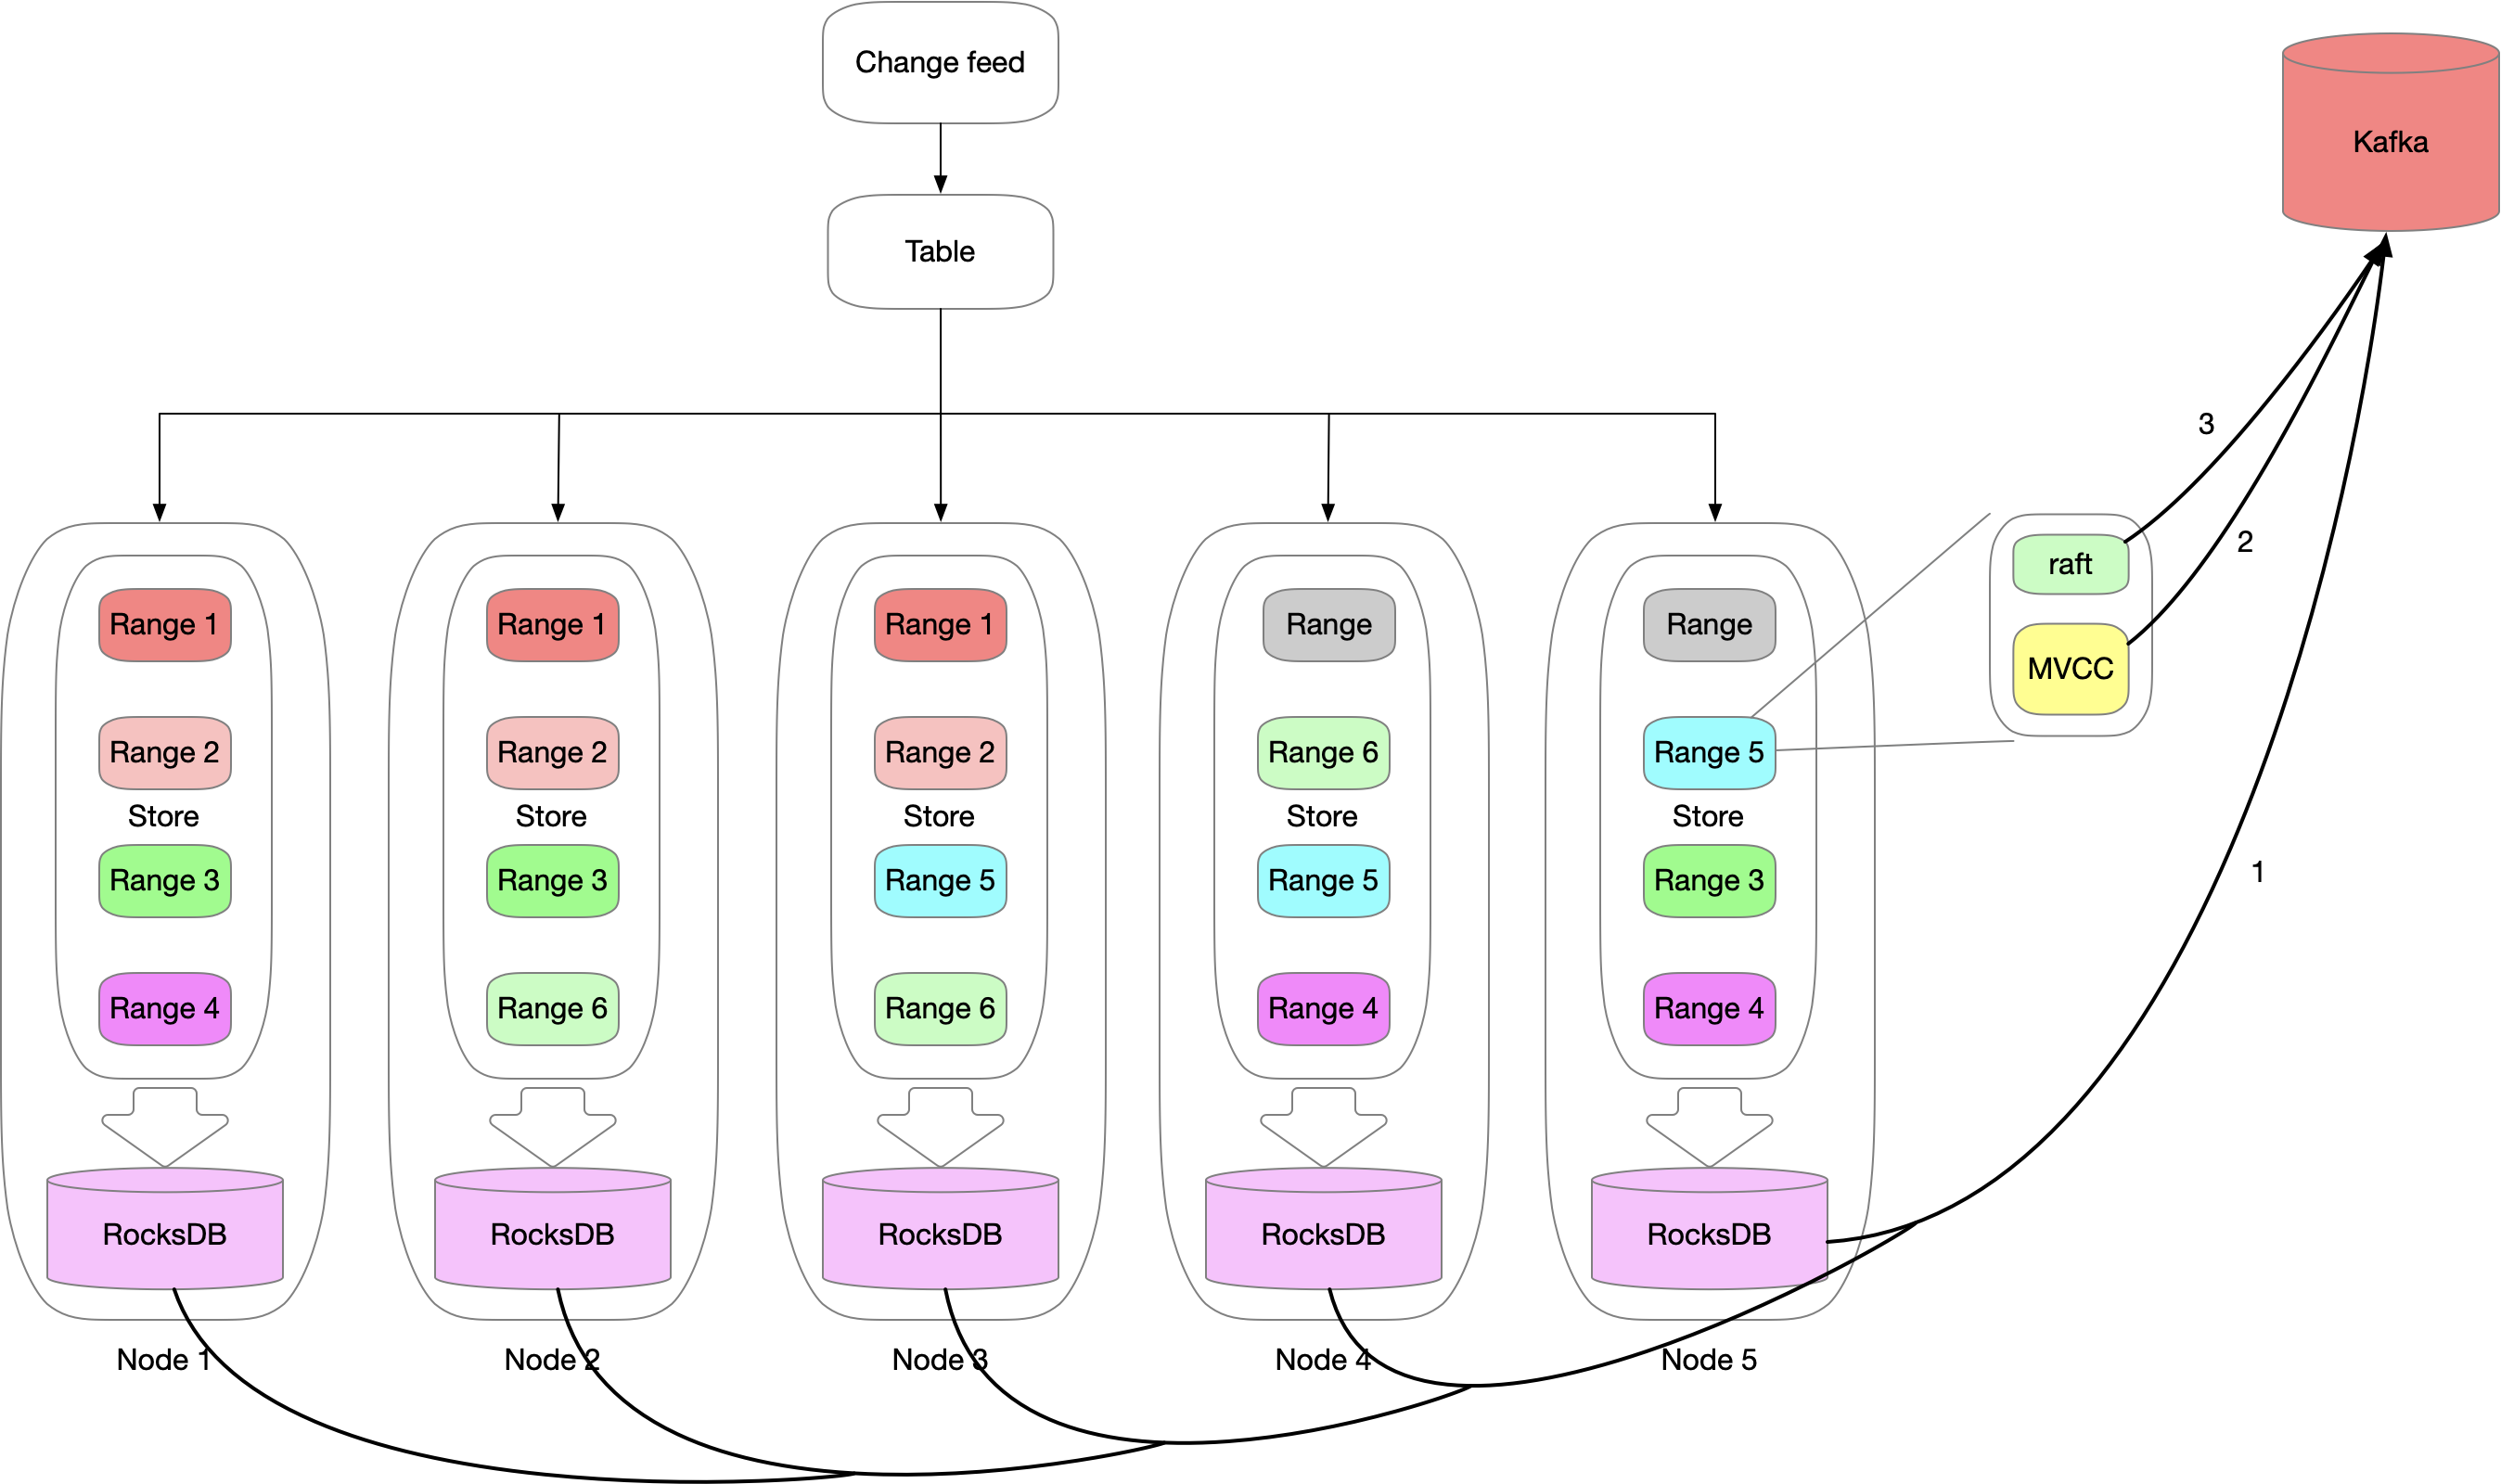 Change feed
Kafka
Table
3
2
raft
MVCC
1
Range 1
Range 2
Store
Range 3
Range 4
RocksDB
Node 1
Range 1
Range 2
Store
Range 3
Range 6
RocksDB
Node 2
Range 1
Range 2
Store
Range 5
Range 6
RocksDB
Node 3
Range
Range 6
Store
Range 5
Range 4
RocksDB
Node 4
Range
Range 5
Store
Range 3
Range 4
RocksDB
Node 5